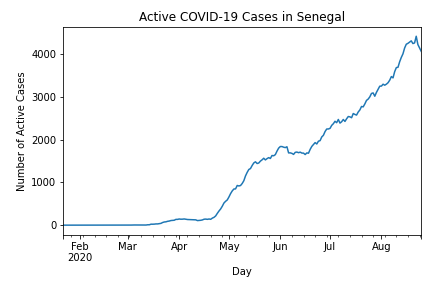 Active COVID-19 Cases in Senegal
Number of Active Cases
4000
3000
2000
1000
0
Feb
2020
Mar
Apr
May
Jun
Jul
Aug
Day